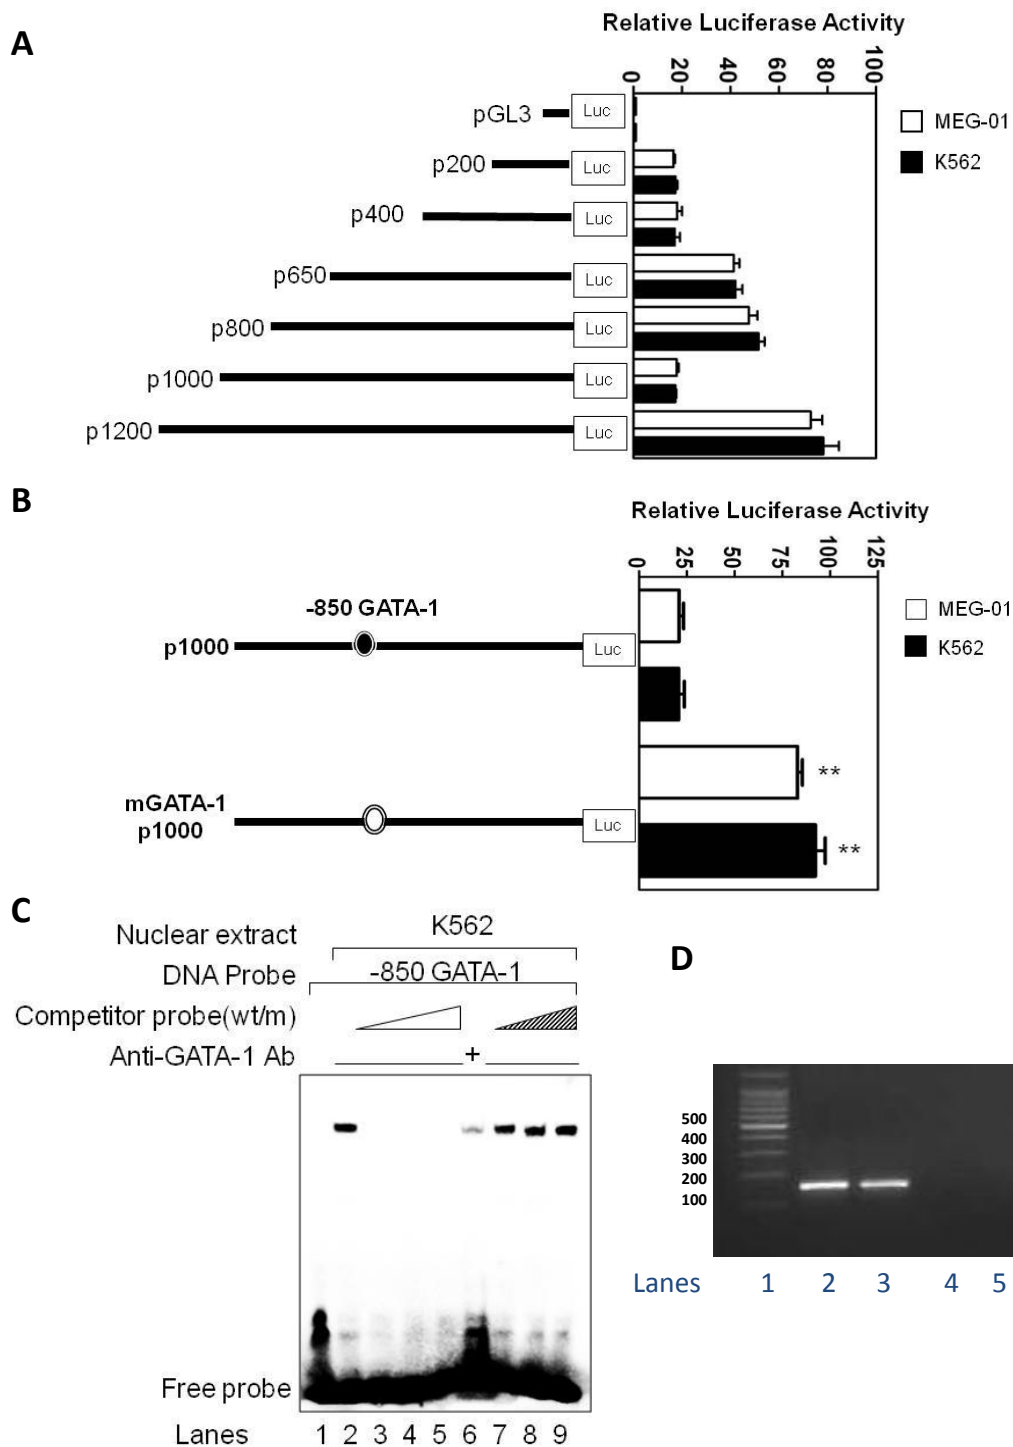 A
Relative Luciferase Activity
0 20 40 60 80 100
pGL3 Luc
p200 Luc
p400 Luc
p650 Luc
p800 Luc
p1000 Luc
p1200 Luc
MEG-01
K562
B
Relative Luciferase Activity
0 25 50 75 100 125
-850 GATA-1
p1000 Luc
mGATA-1
p1000 Luc
**
**
MEG-01
K562
C
Nuclear extract K562
DNA Probe -850 GATA-1
Competitor probe(wt/m)
Anti-GATA-1 Ab +
Free probe
Lanes 1 2 3 4 5 6 7 8 9
D
500
400
300
200
100
Lanes 1 2 3 4 5